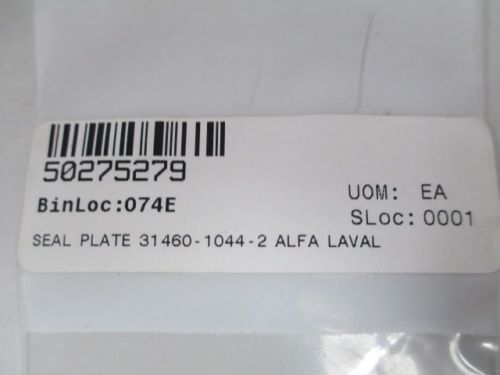 50275279
BinLoc:074E
UOM: EA
SLoc: 0001
SEAL PLATE 31460-1044-2 ALFA LAVAL